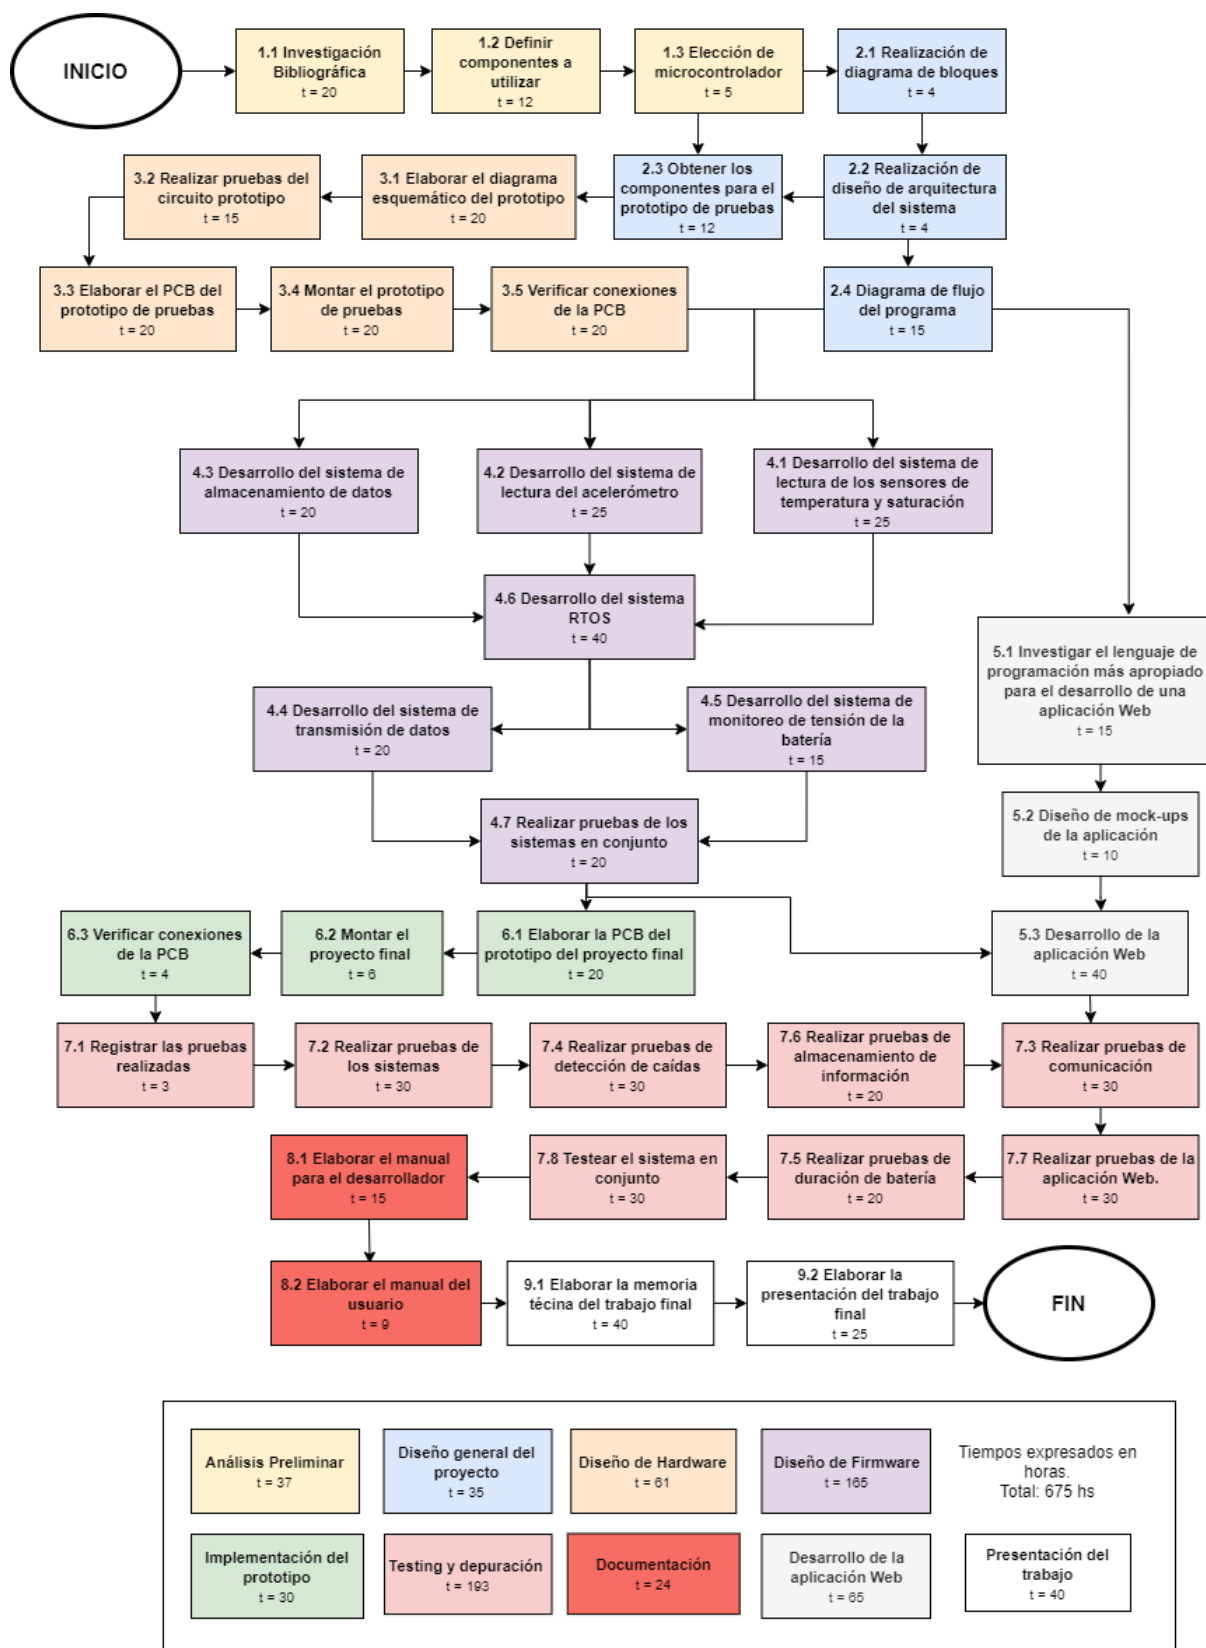 INICIO
1.1 Investigación
Bibliográfica
t = 20
1.2 Definir
componentes a
utilizar
t = 12
1.3 Elección de
microcontrolador
t = 5
2.1 Realización de
diagrama de bloques
t = 4
3.2 Realizar pruebas del
circuito prototipo
t = 15
3.1 Elaborar el diagrama
esquemático del prototipo
t = 20
2.3 Obtener los
componentes para el
prototipo de pruebas
t = 12
2.2 Realización de
diseño de arquitectura
del sistema
t = 4
3.3 Elaborar el PCB del
prototipo de pruebas
t = 20
3.4 Montar el prototipo
de pruebas
t = 20
3.5 Verificar conexiones
de la PCB
t = 20
2.4 Diagrama de flujo
del programa
t = 15
4.3 Desarrollo del sistema de
almacenamiento de datos
t = 20
4.2 Desarrollo del sistema de
lectura del acelerómetro
t = 25
4.1 Desarrollo del sistema de
lectura de los sensores de
temperatura y saturación
t = 25
4.6 Desarrollo del sistema
RTOS
t = 40
5.1 Investigar el lenguaje de
programación más apropiado
para el desarrollo de una
aplicación Web
t = 15
4.4 Desarrollo del sistema de
transmisión de datos
t = 20
4.5 Desarrollo del sistema de
monitoreo de tensión de la
batería
t = 15
5.2 Diseño de mock-ups
de la aplicación
t = 10
4.7 Realizar pruebas de los
sistemas en conjunto
t = 20
6.3 Verificar conexiones
de la PCB
t = 4
6.2 Montar el
proyecto final
t = 6
6.1 Elaborar la PCB del
prototipo del proyecto final
t = 20
5.3 Desarrollo de la
aplicación Web
t = 40
7.1 Registrar las pruebas
realizadas
t = 3
7.2 Realizar pruebas de
los sistemas
t = 30
7.4 Realizar pruebas de
detección de caídas
t = 30
7.6 Realizar pruebas de
almacenamiento de
información
t = 20
7.3 Realizar pruebas de
comunicación
t = 30
8.1 Elaborar el manual
para el desarrollador
t = 15
7.8 Testear el sistema en
conjunto
t = 30
7.5 Realizar pruebas de
duración de batería
t = 20
7.7 Realizar pruebas de la
aplicación Web.
t = 30
8.2 Elaborar el manual del
usuario
t = 9
9.1 Elaborar la memoria
técina del trabajo final
t = 40
9.2 Elaborar la
presentación del trabajo
final
t = 25
FIN
Análisis Preliminar
t = 37
Diseño general del
proyecto
t = 35
Diseño de Hardware
t = 61
Diseño de Firmware
t = 165
Tiempos expresados en
horas.
Total: 675 hs
Implementación del
prototipo
t = 30
Testing y depuración
t = 193
Documentación
t = 24
Desarrollo de la
aplicación Web
t = 65
Presentación del
trabajo
t = 40